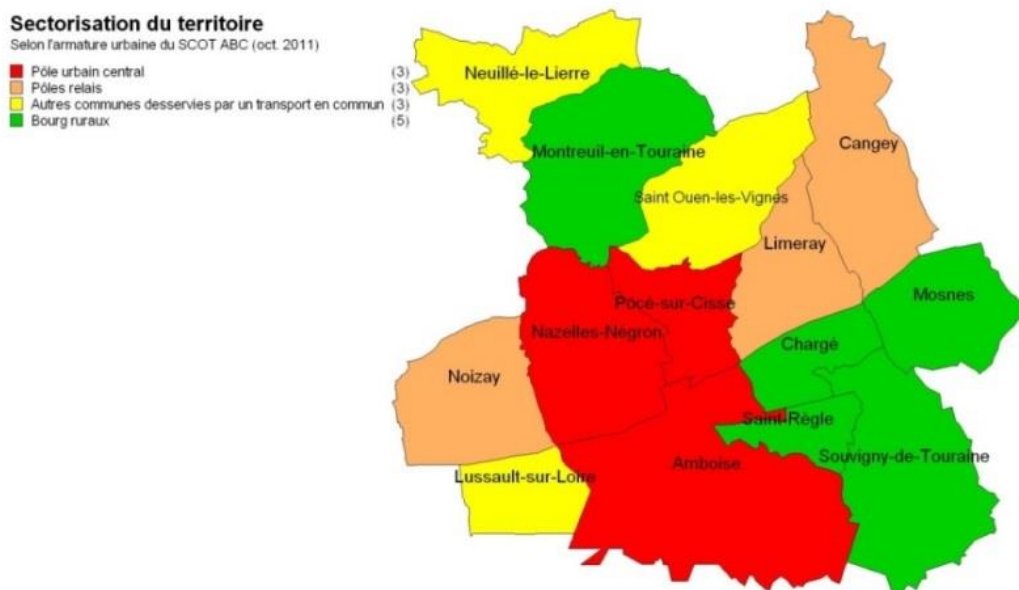 Sectorisation du territoire
Selon l'armature urbaine du SCOT ABC (oct. 2011)
Pôle urbain central (3)
Pôles relais (3)
Autres communes desservies par un transport en commun (3)
Bourg ruraux (5)
Neuillé-le-Lierre
Montreuil-en-Touraine
Cangey
Saint Ouen-les-Vignes
Limeray
Mosnes
Pocé-sur-Cisse
Nazelles-Négron
Chargé
Noizay
Saint-Règle
Souvigny-de-Touraine
Amboise
Lussault-sur-Loire